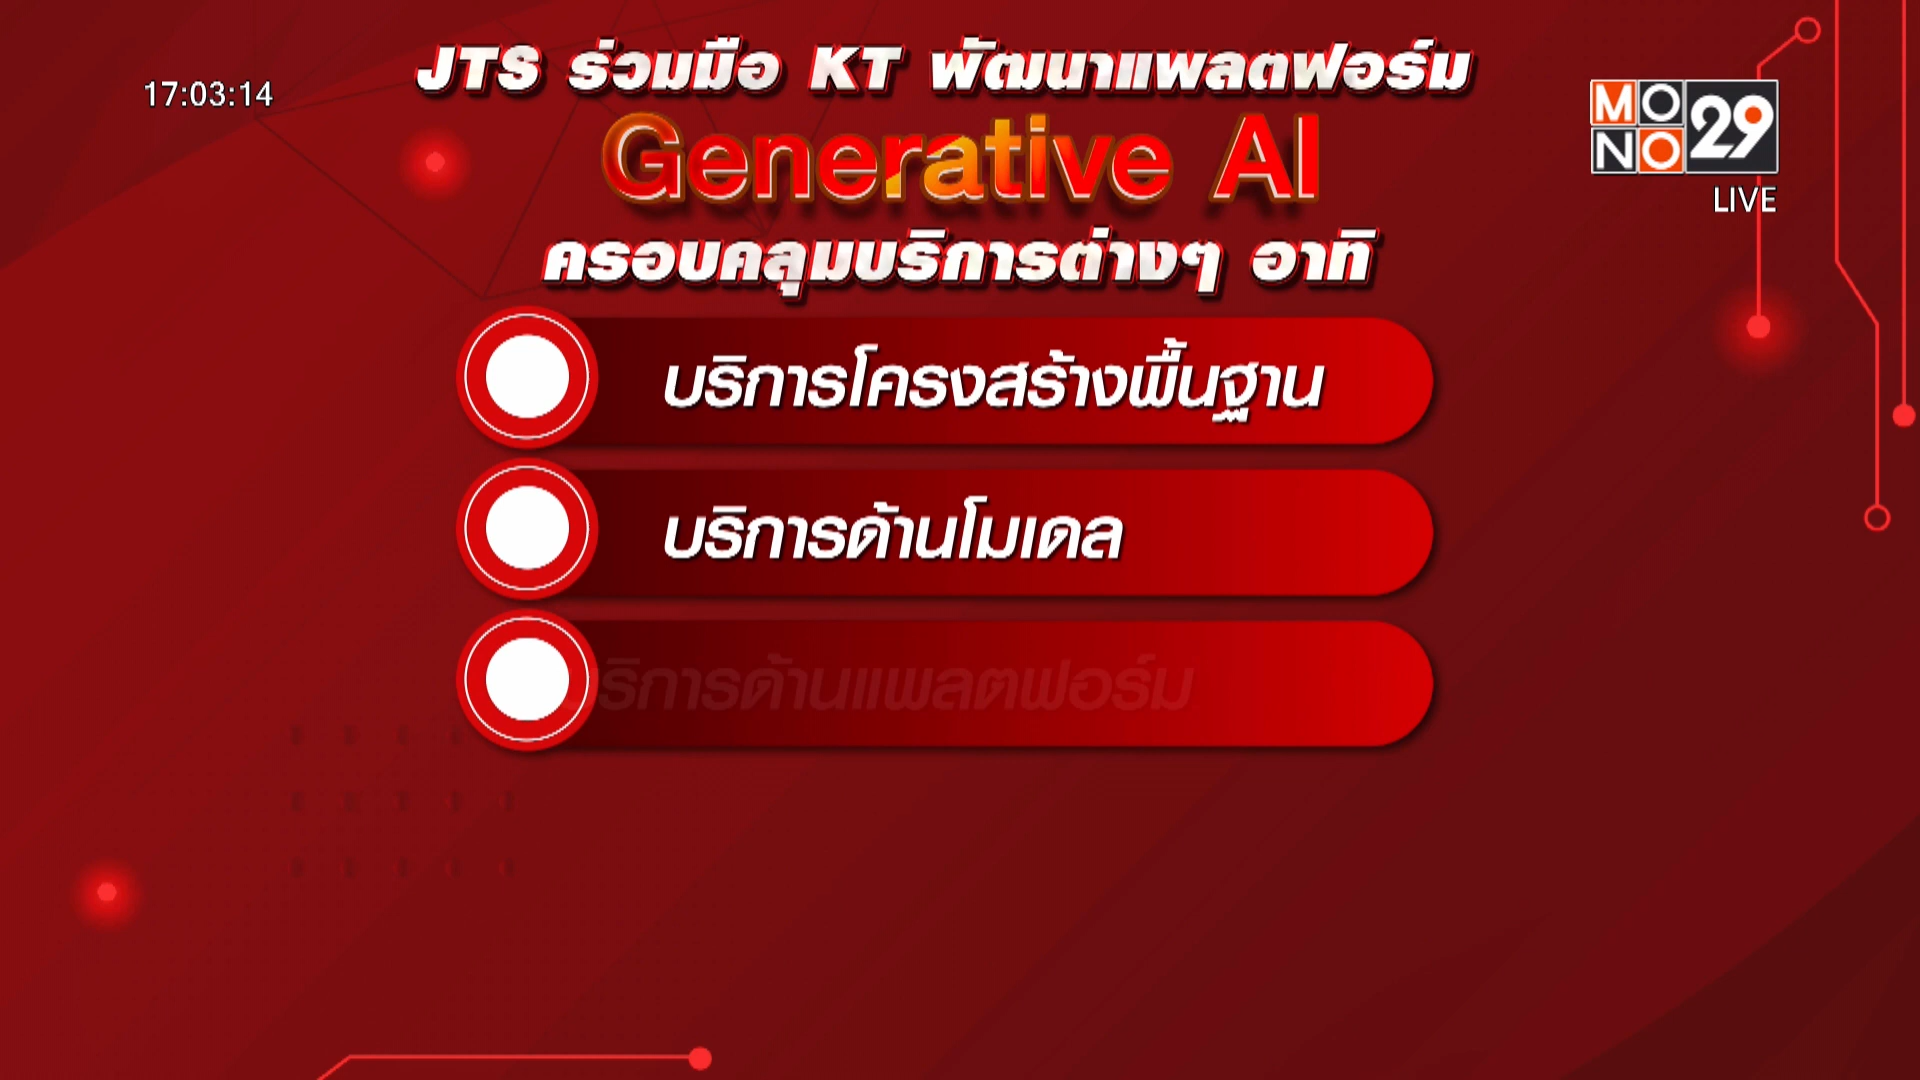 17:03:14
JTS ร่วมมือ KT พัฒนาแพลตฟอร์ม
Generative AI
ครอบคลุมบริการต่างๆ อาทิ
MONO 29
LIVE
บริการโครงสร้างพื้นฐาน
บริการด้านโมเดล
บริการด้านแพลตฟอร์ม